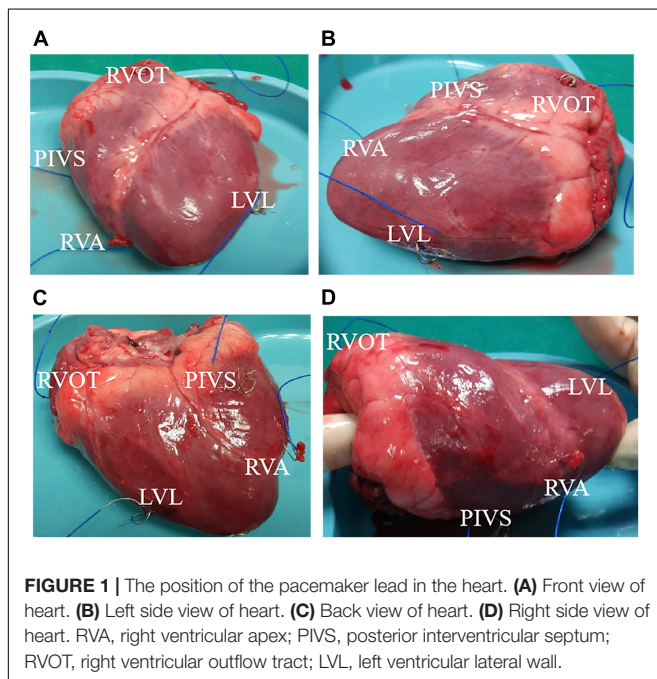 A
RVOT
PIVS
LVL
RVA
B
PIVS
RVOT
RVA
LVL
C
RVOT
PIVS
RVA
LVL
D
RVOT
LVL
RVA
PIVS
FIGURE 1 | The position of the pacemaker lead in the heart. (A) Front view of
heart. (B) Left side view of heart. (C) Back view of heart. (D) Right side view of
heart. RVA, right ventricular apex; PIVS, posterior interventricular septum;
RVOT, right ventricular outflow tract; LVL, left ventricular lateral wall.